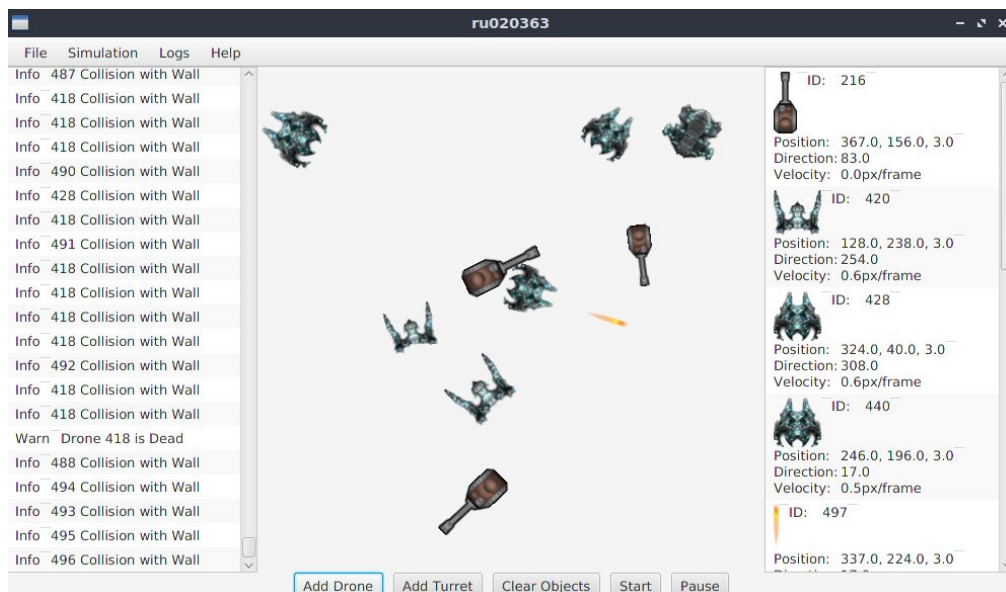 ru020363
File Simulation Logs Help
Info 487 Collision with Wall
Info 418 Collision with Wall
Info 418 Collision with Wall
Info 418 Collision with Wall
Info 490 Collision with Wall
Info 428 Collision with Wall
Info 418 Collision with Wall
Info 491 Collision with Wall
Info 418 Collision with Wall
Info 418 Collision with Wall
Info 418 Collision with Wall
Info 492 Collision with Wall
Info 418 Collision with Wall
Info 418 Collision with Wall
Warn Drone 418 is Dead
Info 488 Collision with Wall
Info 494 Collision with Wall
Info 493 Collision with Wall
Info 495 Collision with Wall
Info 496 Collision with Wall
ID: 216
Position: 367.0, 156.0, 3.0
Direction: 83.0
Velocity: 0.0px/frame
ID: 420
Position: 128.0, 238.0, 3.0
Direction: 254.0
Velocity: 0.6px/frame
ID: 428
Position: 324.0, 40.0, 3.0
Direction: 308.0
Velocity: 0.6px/frame
ID: 440
Position: 246.0, 196.0, 3.0
Direction: 17.0
Velocity: 0.5px/frame
ID: 497
Position: 337.0, 224.0, 3.0
Add Drone Add Turret Clear Objects Start Pause